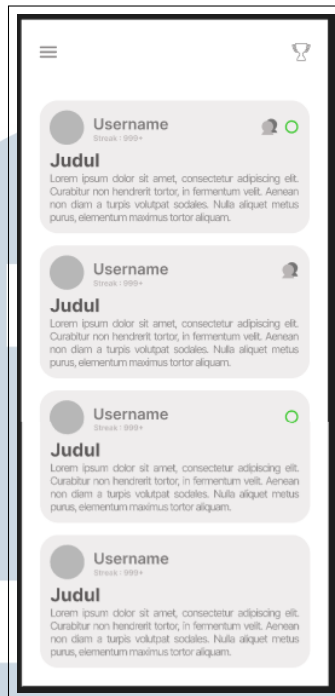 Username
Streak : 999+
Judul
Lorem ipsum dolor sit amet, consectetur adipiscing elit.
Curabitur non hendrerit tortor, in fermentum velit. Aenean
non diam a turpis volutpat sodales. Nulla aliquet metus
purus, elementum maximus tortor aliquam.
Username
Streak : 999+
Judul
Lorem ipsum dolor sit amet, consectetur adipiscing elit.
Curabitur non hendrerit tortor, in fermentum velit. Aenean
non diam a turpis volutpat sodales. Nulla aliquet metus
purus, elementum maximus tortor aliquam.
Username
Streak : 999+
Judul
Lorem ipsum dolor sit amet, consectetur adipiscing elit.
Curabitur non hendrerit tortor, in fermentum velit. Aenean
non diam a turpis volutpat sodales. Nulla aliquet metus
purus, elementum maximus tortor aliquam.
Username
Streak : 999+
Judul
Lorem ipsum dolor sit amet, consectetur adipiscing elit.
Curabitur non hendrerit tortor, in fermentum velit. Aenean
non diam a turpis volutpat sodales. Nulla aliquet metus
purus, elementum maximus tortor aliquam.